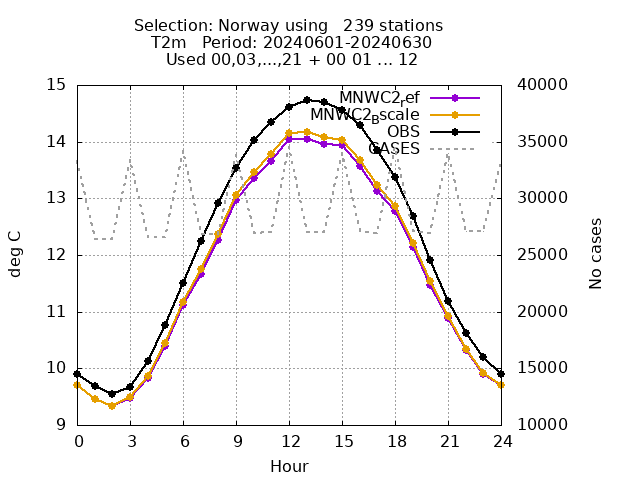 Selection: Norway using   239 stations
T2m   Period: 20240601-20240630
Used 00,03,...,21 + 00 01 ... 12
15
14
13
12
11
10
9
40000
35000
30000
25000
20000
15000
10000
deg C
No cases
MNWC2ref
MNWC2Bscale
OBS
CASES
0 3 6 9 12 15 18 21 24
Hour